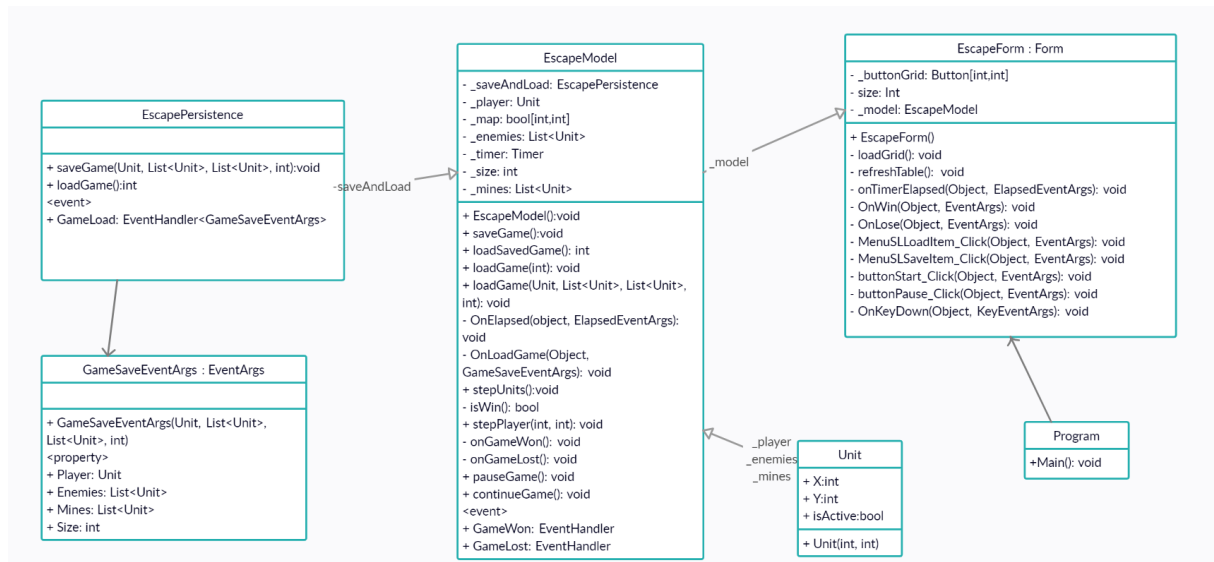 EscapePersistence
+ saveGame(Unit, List<Unit>, List<Unit>, int):void
+ loadGame():int
<event>
+ GameLoad: EventHandler<GameSaveEventArgs>
-saveAndLoad
GameSaveEventArgs : EventArgs
+ GameSaveEventArgs(Unit, List<Unit>,
List<Unit>, int)
<property>
+ Player: Unit
+ Enemies: List<Unit>
+ Mines: List<Unit>
+ Size: int
EscapeModel
- _saveAndLoad: EscapePersistence
- _player: Unit
- _map: bool[int,int]
- _enemies: List<Unit>
- _timer: Timer
- _size: int
- _mines: List<Unit>
+ EscapeModel():void
+ saveGame():void
+ loadSavedGame(): int
+ loadGame(int): void
+ loadGame(Unit, List<Unit>, List<Unit>,
int): void
- OnElapsed(object, ElapsedEventArgs):
void
- OnLoadGame(Object,
GameSaveEventArgs): void
+ stepUnits():void
- isWin(): bool
+ stepPlayer(int, int): void
- onGameWon(): void
- onGameLost(): void
+ pauseGame(): void
+ continueGame(): void
<event>
+ GameWon: EventHandler
+ GameLost: EventHandler
_model
_player
_enemies
_mines
Unit
+ X:int
+ Y:int
+ isActive:bool
+ Unit(int, int)
EscapeForm : Form
- _buttonGrid: Button[int,int]
- size: Int
- _model: EscapeModel
+ EscapeForm()
- loadGrid(): void
- refreshTable(): void
- onTimerElapsed(Object, ElapsedEventArgs): void
- OnWin(Object, EventArgs): void
- OnLose(Object, EventArgs): void
- MenuSLLoadItem_Click(Object, EventArgs): void
- MenuSLSaveItem_Click(Object, EventArgs): void
- buttonStart_Click(Object, EventArgs): void
- buttonPause_Click(Object, EventArgs): void
- OnKeyDown(Object, KeyEventArgs): void
Program
+Main(): void